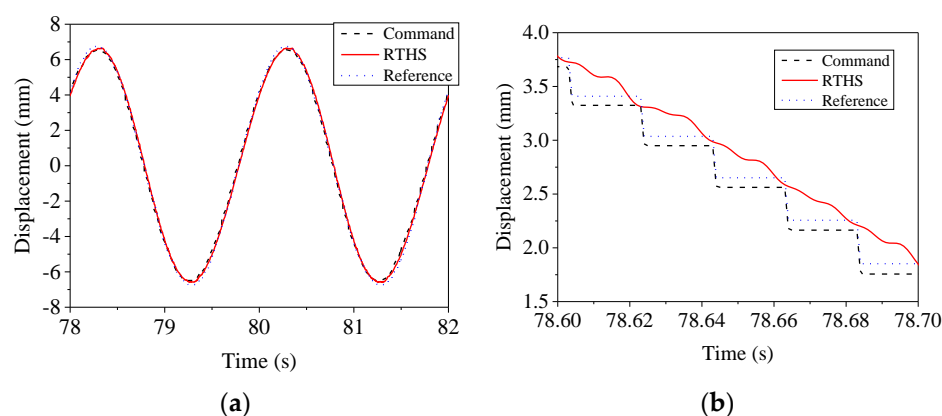 Command
RTHS
Reference
8
6
4
2
0
-2
-4
-6
-8
78
79
80
81
82
Displacement (mm)
Time (s)
(a)
Command
RTHS
Reference
4.0
3.5
3.0
2.5
2.0
1.5
78.60
78.62
78.64
78.66
78.68
78.70
Displacement (mm)
Time (s)
(b)